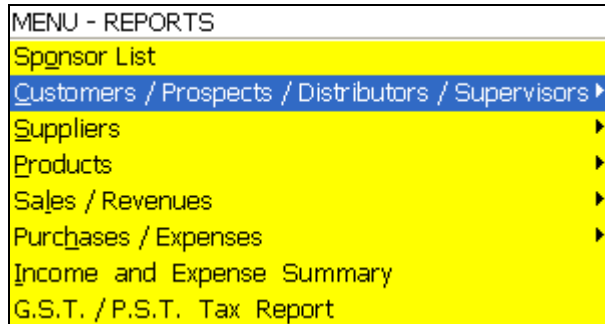 MENU - REPORTS
Sponsor List
Customers / Prospects / Distributors / Supervisors
Suppliers
Products
Sales / Revenues
Purchases / Expenses
Income and Expense Summary
G.S.T. / P.S.T. Tax Report